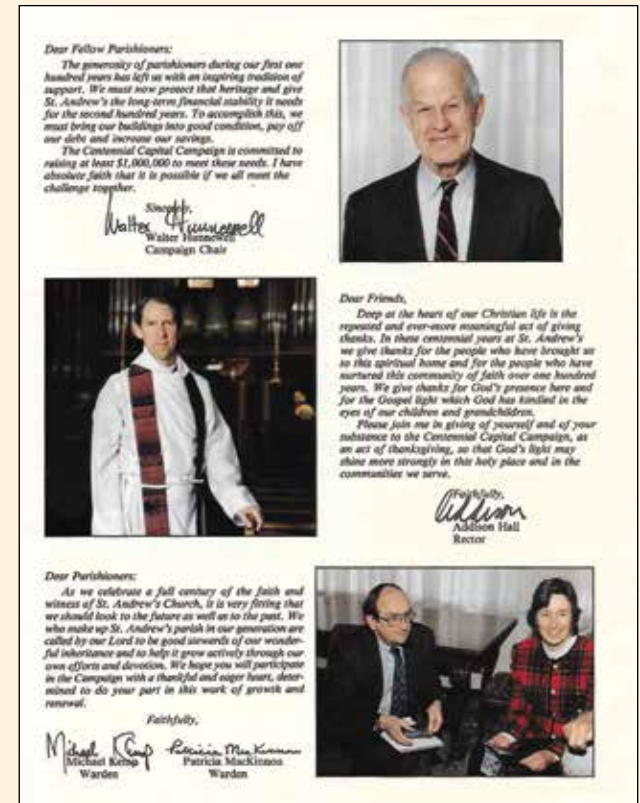 Dear Fellow Parishioners:
The generosity of parishioners during our first one
hundred years has left us with an inspiring tradition of
support. We must now protect that heritage and give
St. Andrew's the long-term financial stability it needs
for the second hundred years. To accomplish this, we
must bring our buildings into good condition, pay off
our debt and increase our savings.
The Centennial Capital Campaign is committed to
raising at least $1,000,000 to meet these needs. I have
absolute faith that it is possible if we all meet the
challenge together.
Sincerely,
Walter Hunnewell
Walter Hunnewell
Campaign Chair
Dear Friends,
Deep at the heart of our Christian life is the
repeated and ever-more meaningful act of giving
thanks. In these centennial years at St. Andrew's
we give thanks for the people who have brought us
to this spiritual home and for the people who have
nurtured this community of faith over one hundred
years. We give thanks for God's presence here and
for the Gospel light which God has kindled in the
eyes of our children and grandchildren.
Please join me in giving of yourself and of your
substance to the Centennial Capital Campaign, as
an act of thanksgiving, so that God's light may
shine more strongly in this holy place and in the
communities we serve.
Faithfully,
Addison
Addison Hall
Rector
Dear Parishioners:
As we celebrate a full century of the faith and
witness of St. Andrew's Church, it is very fitting that
we should look to the future as well as to the past. We
who make up St. Andrew's parish in our generation are
called by our Lord to be good stewards of our wonder-
ful inheritance and to help it grow actively through our
own efforts and devotion. We hope you will participate
in the Campaign with a thankful and eager heart, deter-
mined to do your part in this work of growth and
renewal.
Faithfully,
Michael Kemp Patricia MacKinnon
Michael Kemp Patricia MacKinnon
Warden Warden